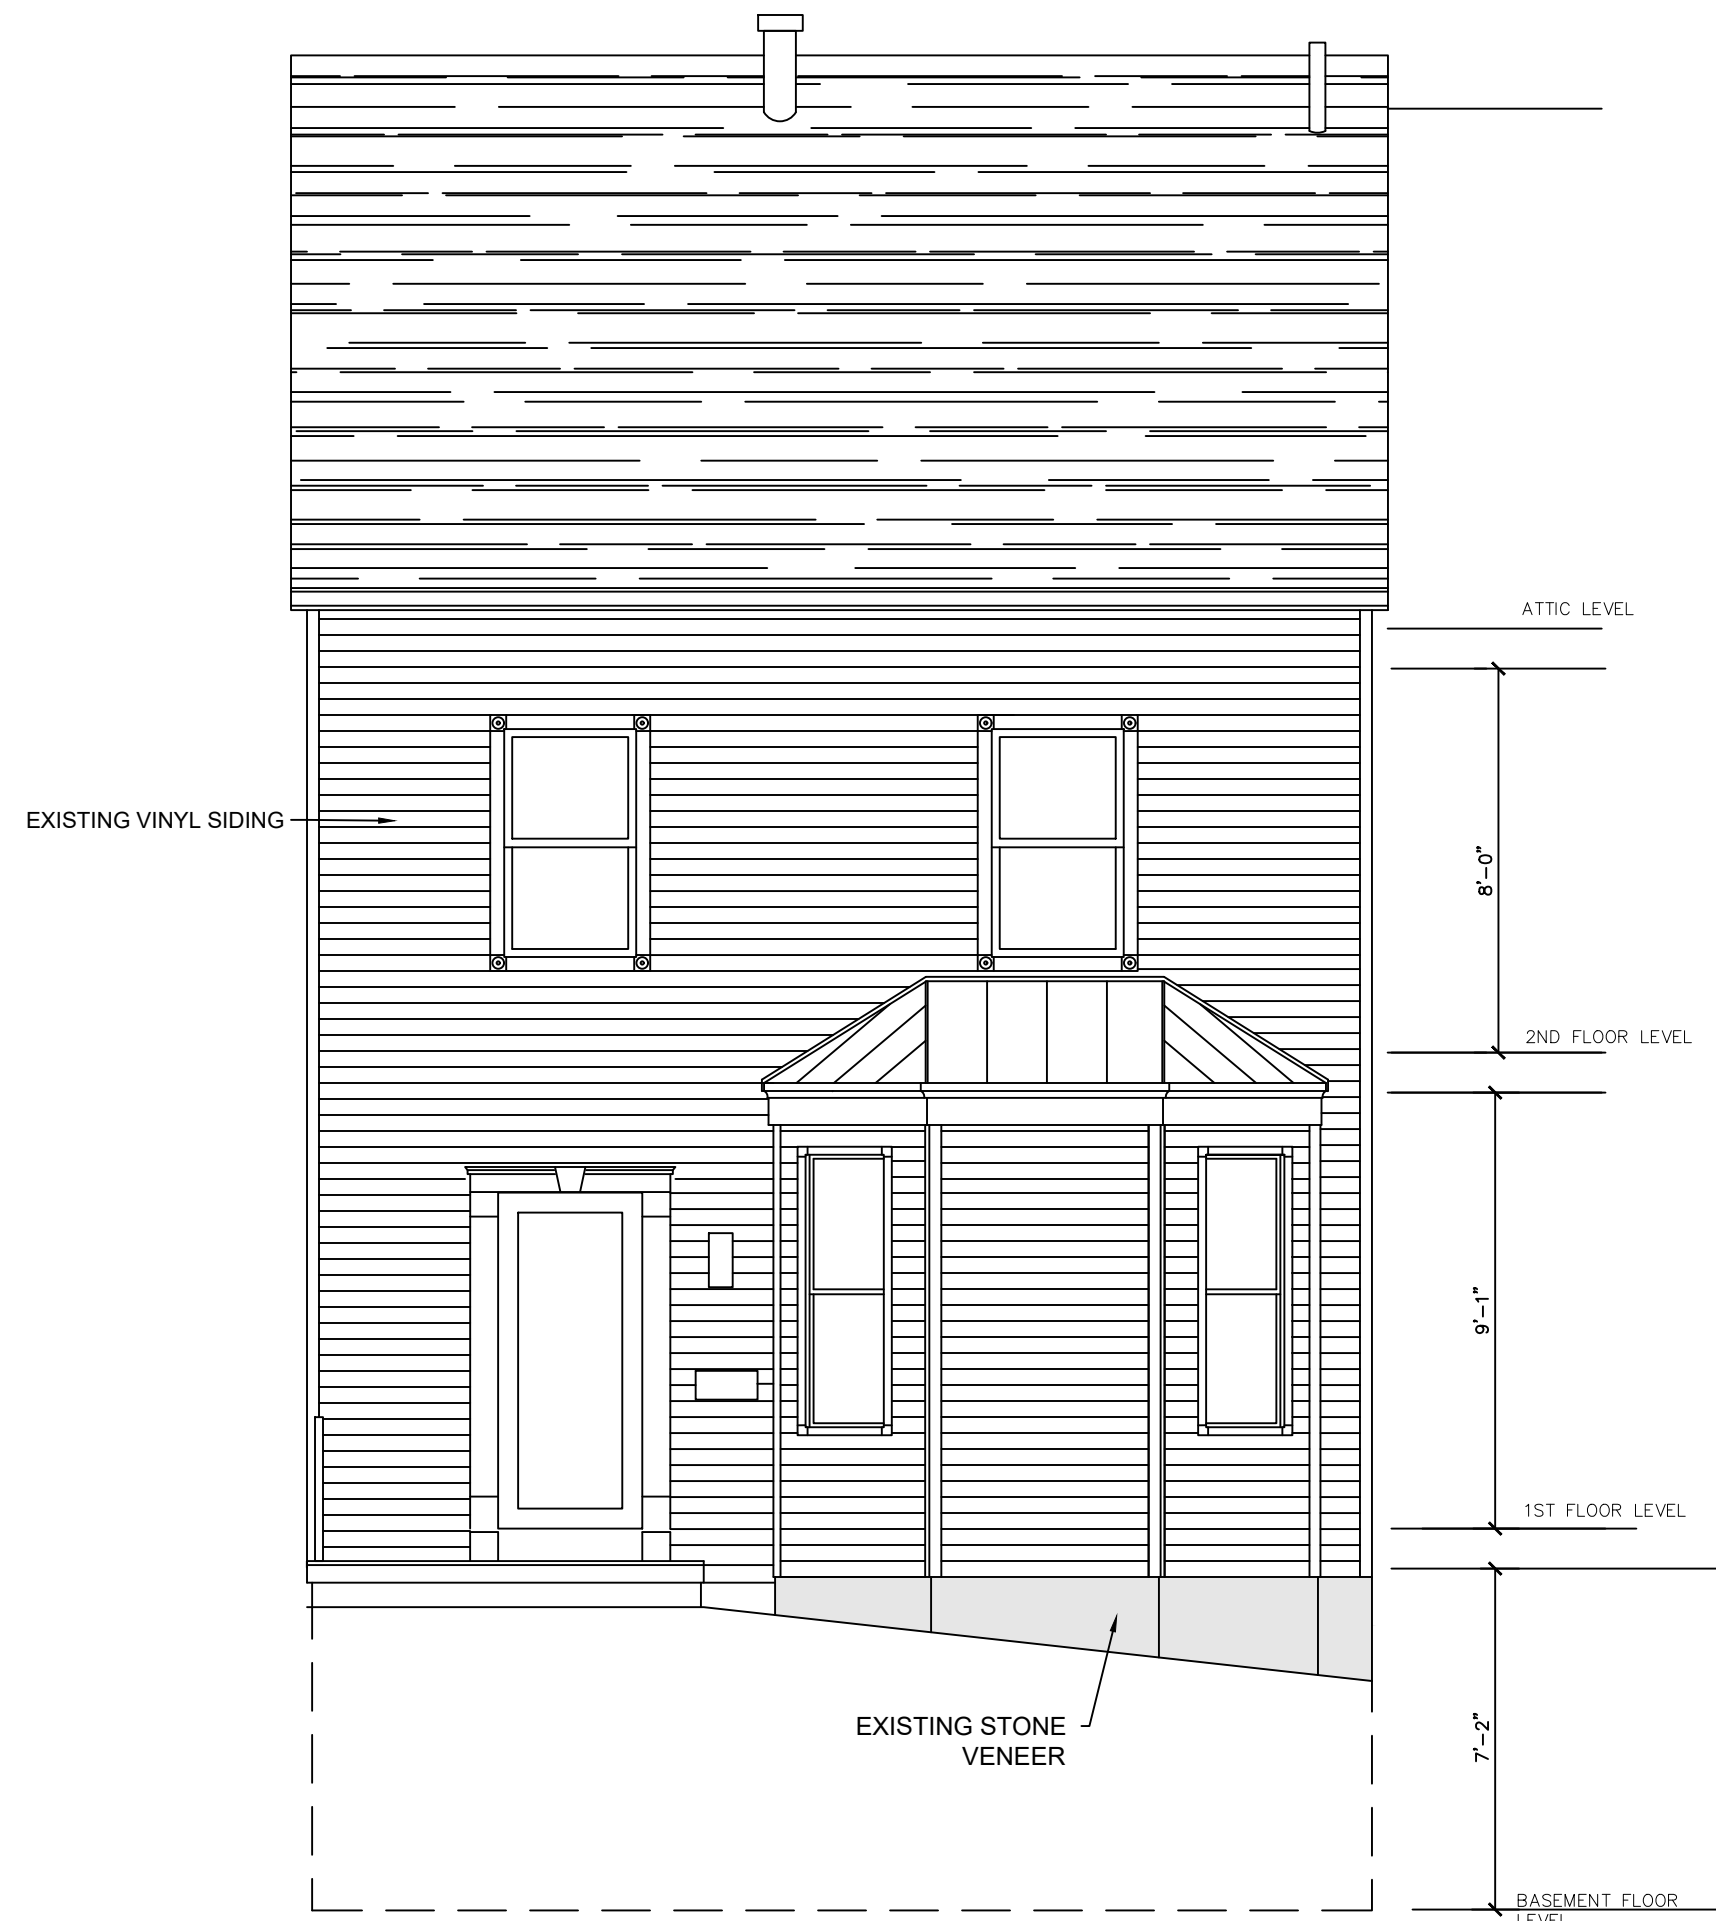 ATTIC LEVEL
EXISTING VINYL SIDING
8'-0"
2ND FLOOR LEVEL
9'-1"
1ST FLOOR LEVEL
EXISTING STONE
VENEER
7'-2"
BASEMENT FLOOR
LEVEL